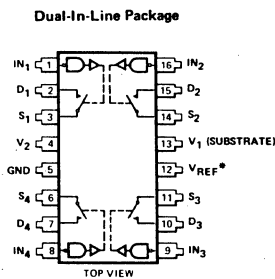 Dual-In-Line Package
IN1 1 16 IN2
D1 2 15 D2
S1 3 14 S2
V2 4 13 V1 (SUBSTRATE)
GND 5 12 VREF*
S4 6 11 S3
D4 7 10 D3
IN4 8 9 IN3
TOP VIEW